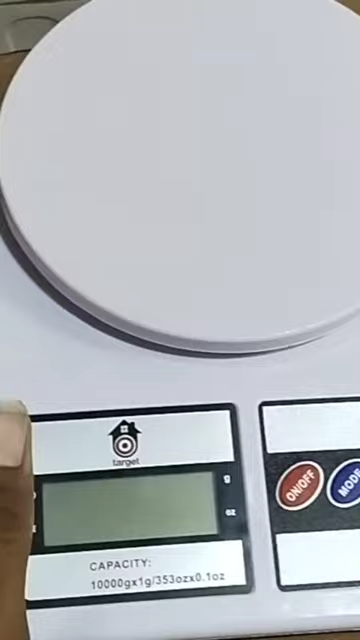 target
g
oz
CAPACITY:
10000gx1g/353ozx0.1oz
ON/OFF
MODE